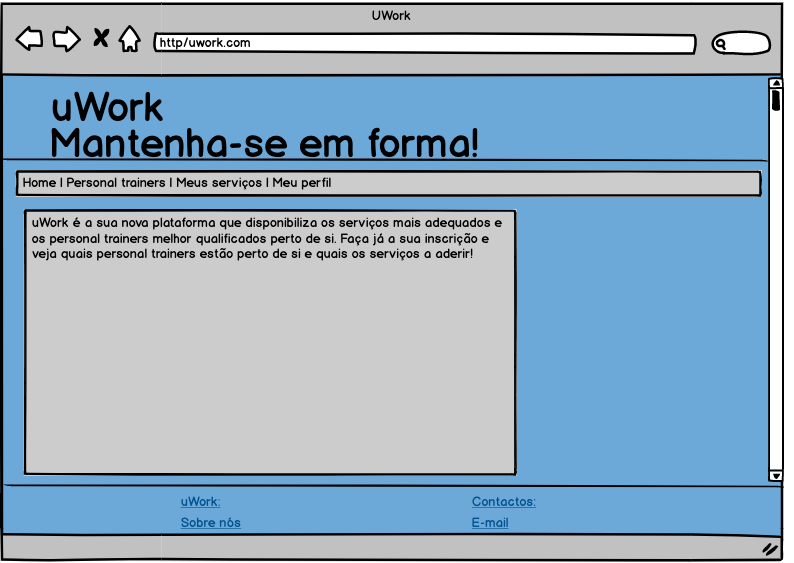 UWork
http/uwork.com
uWork
Mantenha-se em forma!
Home | Personal trainers | Meus serviços | Meu perfil
uWork é a sua nova plataforma que disponibiliza os serviços mais adequados e
os personal trainers melhor qualificados perto de si. Faça já a sua inscrição e
veja quais personal trainers estão perto de si e quais os serviços a aderir!
uWork:
Contactos:
Sobre nós
E-mail